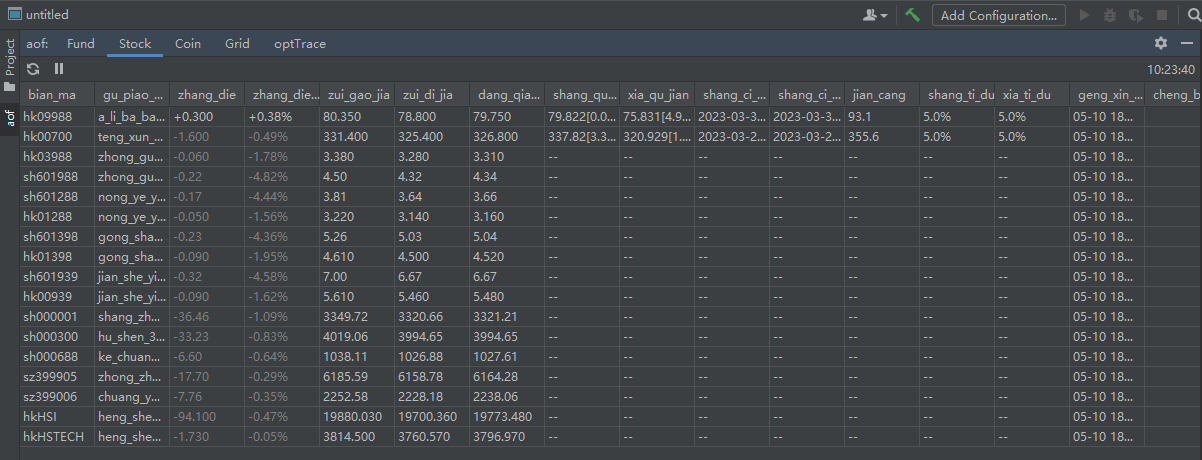 untitled Add Configuration...
Project
aof
aof: Fund Stock Coin Grid optTrace
10:23:40
bian_ma gu_piao_... zhang_die zhang_die... zui_gao_jia zui_di_jia dang_qia... shang_qu... xia_qu_jian shang_ci_... shang_ci_... jian_cang shang_ti_du xia_ti_du geng_xin_... cheng_b
hk09988 a_li_ba_ba... +0.300 +0.38% 80.350 78.800 79.750 79.822[0.0... 75.831[4.9... 2023-03-3... 2023-03-3... 93.1 5.0% 5.0% 05-10 18...
hk00700 teng_xun_... -1.600 -0.49% 331.400 325.400 326.800 337.82[3.3... 320.929[1.... 2023-03-2... 2023-03-2... 355.6 5.0% 5.0% 05-10 18...
hk03988 zhong_gu... -0.060 -1.78% 3.380 3.280 3.310 -- -- -- -- -- -- -- 05-10 18...
sh601988 zhong_gu... -0.22 -4.82% 4.50 4.32 4.34 -- -- -- -- -- -- -- 05-10 18...
sh601288 nong_ye_y... -0.17 -4.44% 3.81 3.64 3.66 -- -- -- -- -- -- -- 05-10 18...
hk01288 nong_ye_y... -0.050 -1.56% 3.220 3.140 3.160 -- -- -- -- -- -- -- 05-10 18...
sh601398 gong_sha... -0.23 -4.36% 5.26 5.03 5.04 -- -- -- -- -- -- -- 05-10 18...
hk01398 gong_sha... -0.090 -1.95% 4.610 4.500 4.520 -- -- -- -- -- -- -- 05-10 18...
sh601939 jian_she_yi... -0.32 -4.58% 7.00 6.67 6.67 -- -- -- -- -- -- -- 05-10 18...
hk00939 jian_she_yi... -0.090 -1.62% 5.610 5.460 5.480 -- -- -- -- -- -- -- 05-10 18...
sh000001 shang_zh... -36.46 -1.09% 3349.72 3320.66 3321.21 -- -- -- -- -- -- -- 05-10 18...
sh000300 hu_shen_3... -33.23 -0.83% 4019.06 3994.65 3994.65 -- -- -- -- -- -- -- 05-10 18...
sh000688 ke_chuan... -6.60 -0.64% 1038.11 1026.88 1027.61 -- -- -- -- -- -- -- 05-10 18...
sz399905 zhong_zh... -17.70 -0.29% 6185.59 6158.78 6164.28 -- -- -- -- -- -- -- 05-10 18...
sz399006 chuang_y... -7.76 -0.35% 2252.58 2228.18 2238.06 -- -- -- -- -- -- -- 05-10 18...
hkHSI heng_she... -94.100 -0.47% 19880.030 19700.360 19773.480 -- -- -- -- -- -- -- 05-10 18...
hkHSTECH heng_she... -1.730 -0.05% 3814.500 3760.570 3796.970 -- -- -- -- -- -- -- 05-10 18...